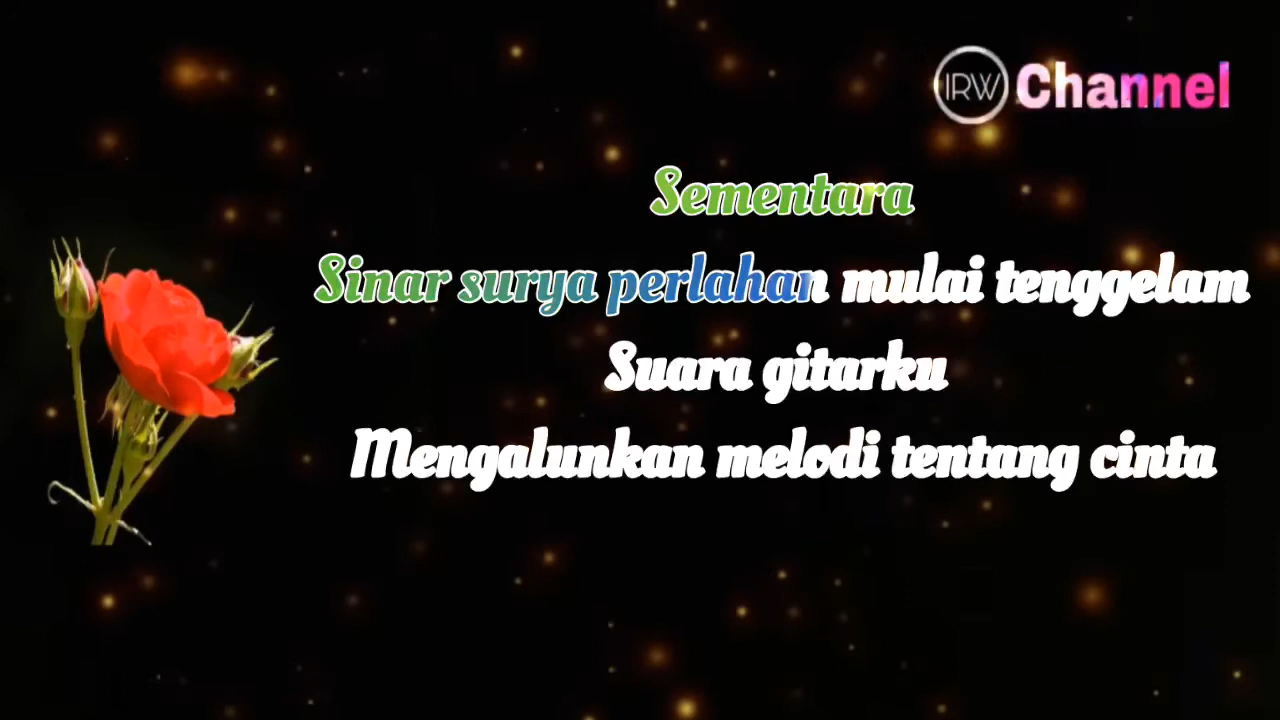 IRW Channel
Sementara
Sinar surya perlahan mulai tenggelam
Suara gitarku
Mengalunkan melodi tentang cinta